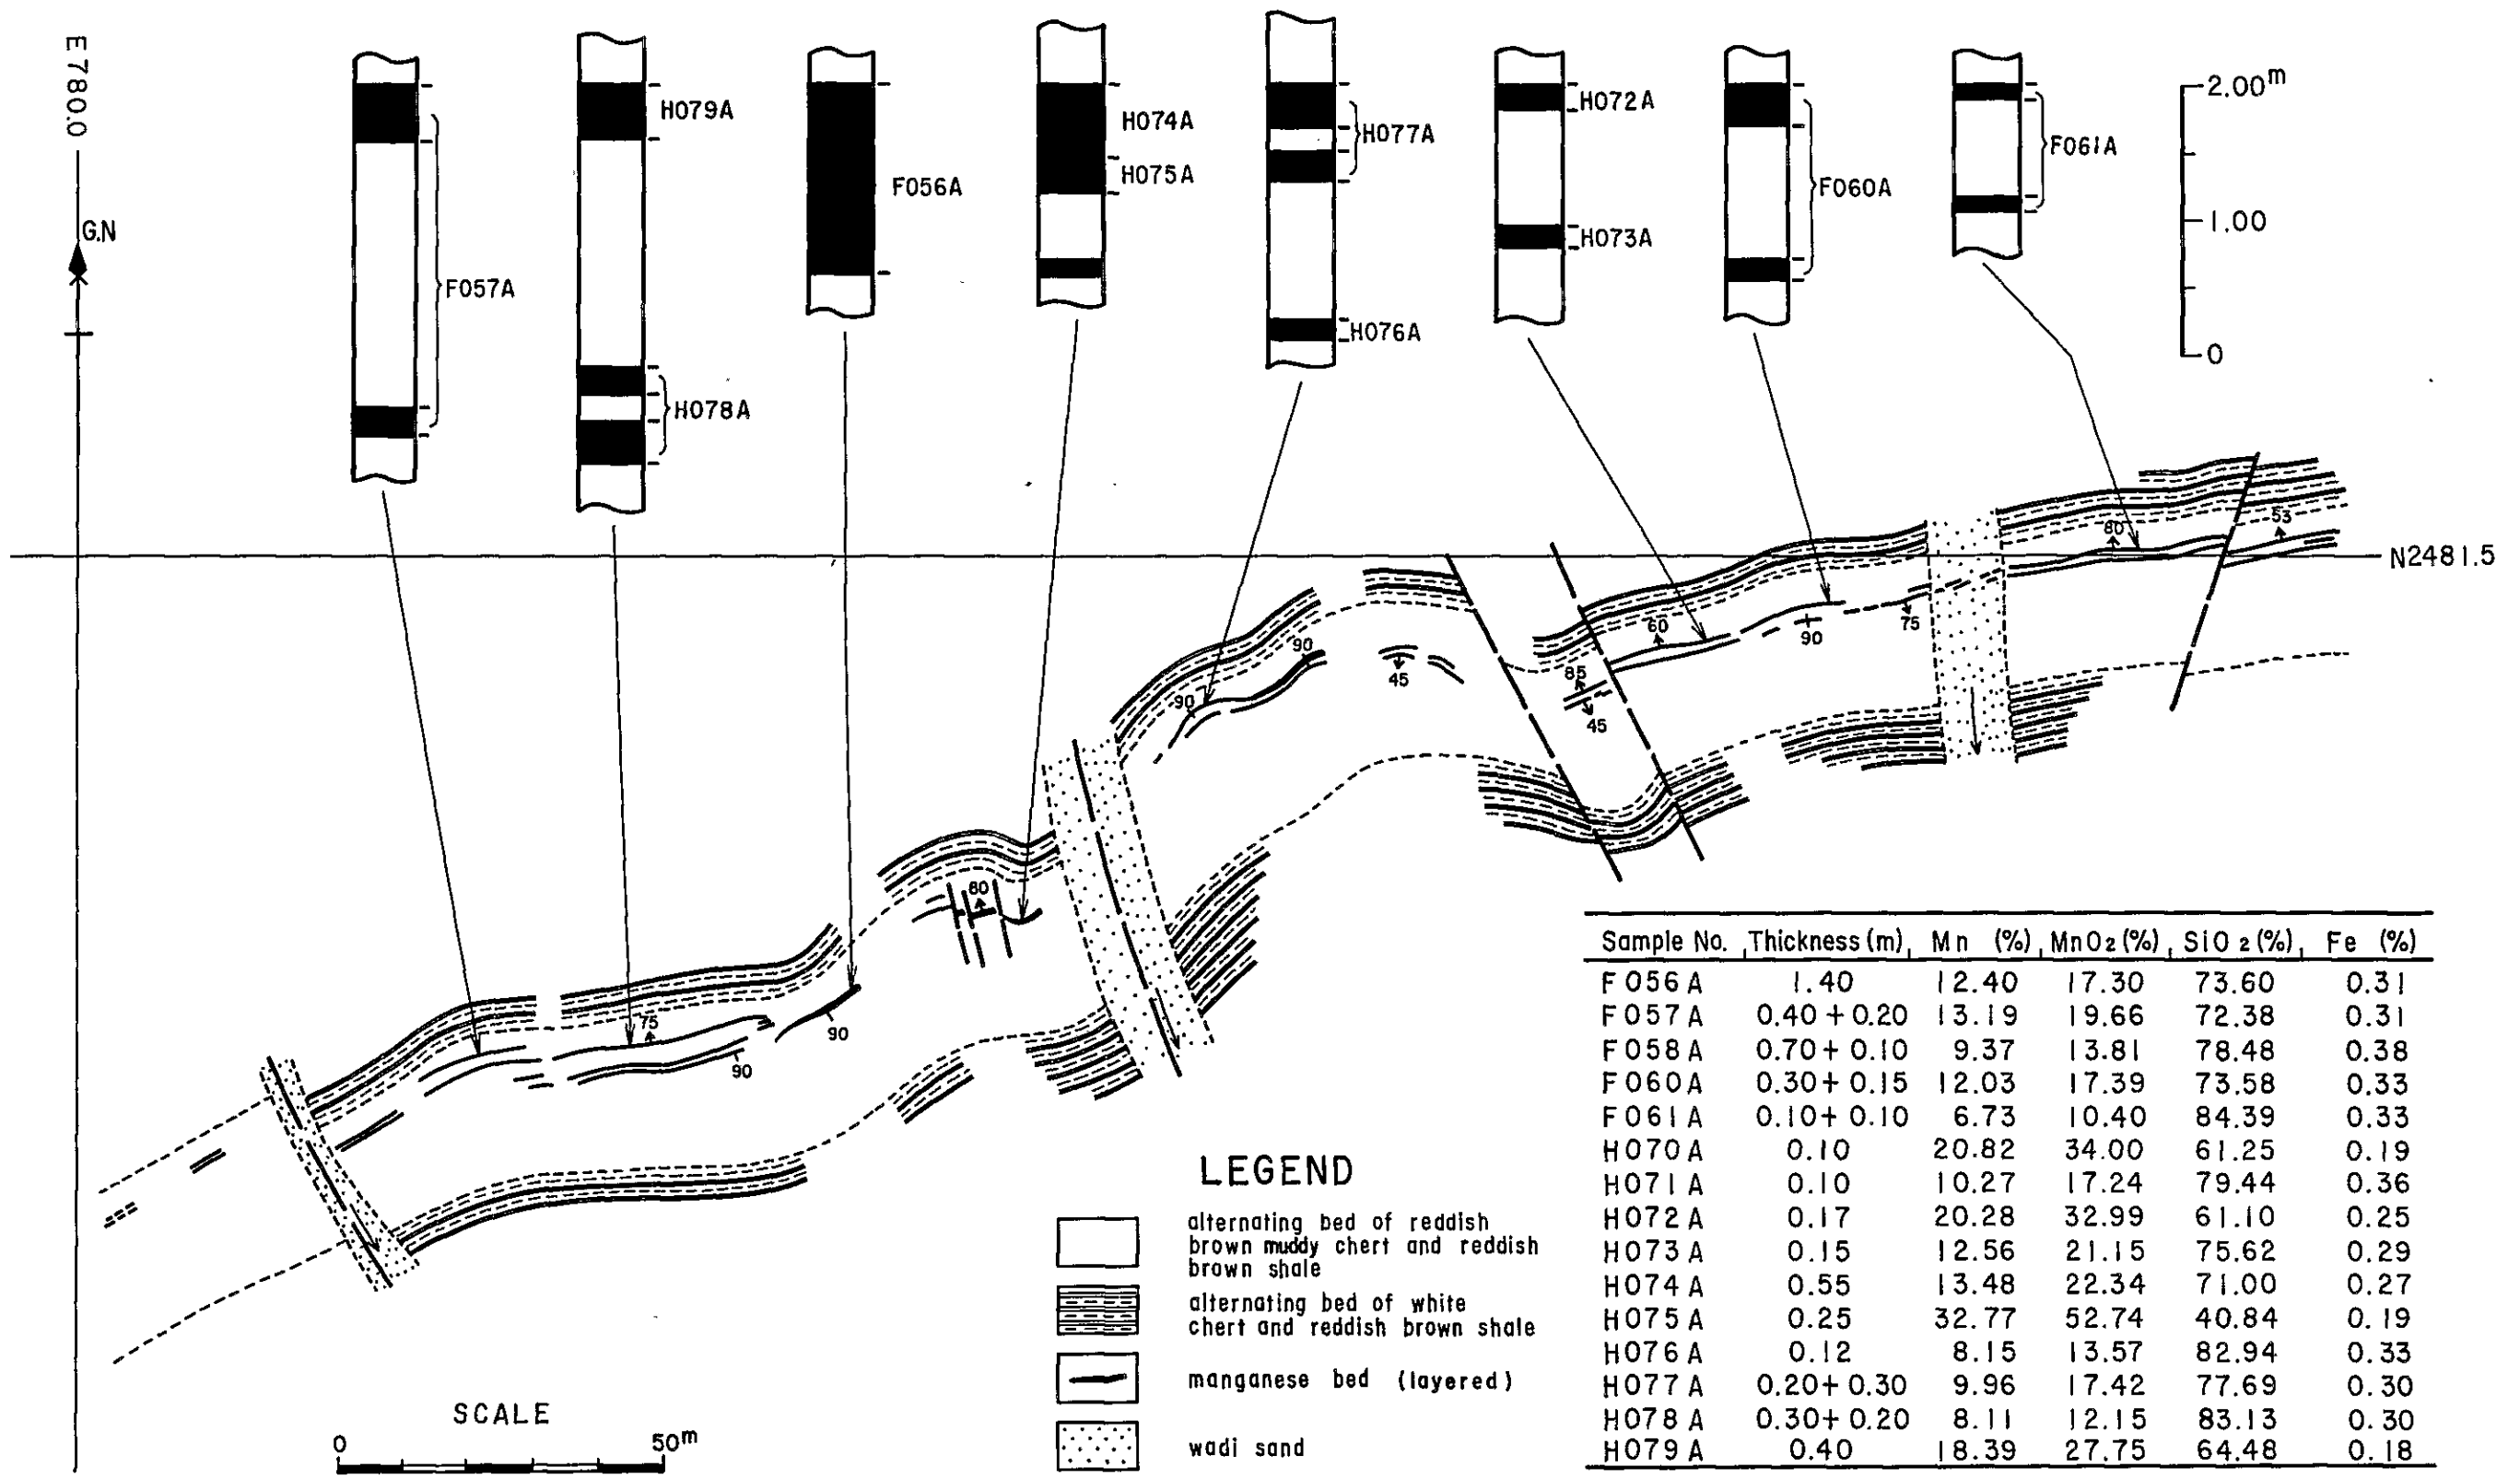 E 780.0
G.N
F057A
H079A
H078A
F056A
H074A
H075A
H077A
H076A
H072A
H073A
F060A
F061A
2.00m
1.00
0
N2481.5
80
53
60
90
75
85
45
90
45
90
80
75
90
90
Sample No. Thickness (m) Mn (%) MnO2 (%) SiO2 (%) Fe (%)
F056A 1.40 12.40 17.30 73.60 0.31
F057A 0.40 + 0.20 13.19 19.66 72.38 0.31
F058A 0.70 + 0.10 9.37 13.81 78.48 0.38
F060A 0.30 + 0.15 12.03 17.39 73.58 0.33
F061A 0.10 + 0.10 6.73 10.40 84.39 0.33
H070A 0.10 20.82 34.00 61.25 0.19
H071A 0.10 10.27 17.24 79.44 0.36
H072A 0.17 20.28 32.99 61.10 0.25
H073A 0.15 12.56 21.15 75.62 0.29
H074A 0.55 13.48 22.34 71.00 0.27
H075A 0.25 32.77 52.74 40.84 0.19
H076A 0.12 8.15 13.57 82.94 0.33
H077A 0.20 + 0.30 9.96 17.42 77.69 0.30
H078A 0.30 + 0.20 8.11 12.15 83.13 0.30
H079A 0.40 18.39 27.75 64.48 0.18
LEGEND
alternating bed of reddish
brown muddy chert and reddish
brown shale
alternating bed of white
chert and reddish brown shale
manganese bed (layered)
wadi sand
SCALE
0 50m